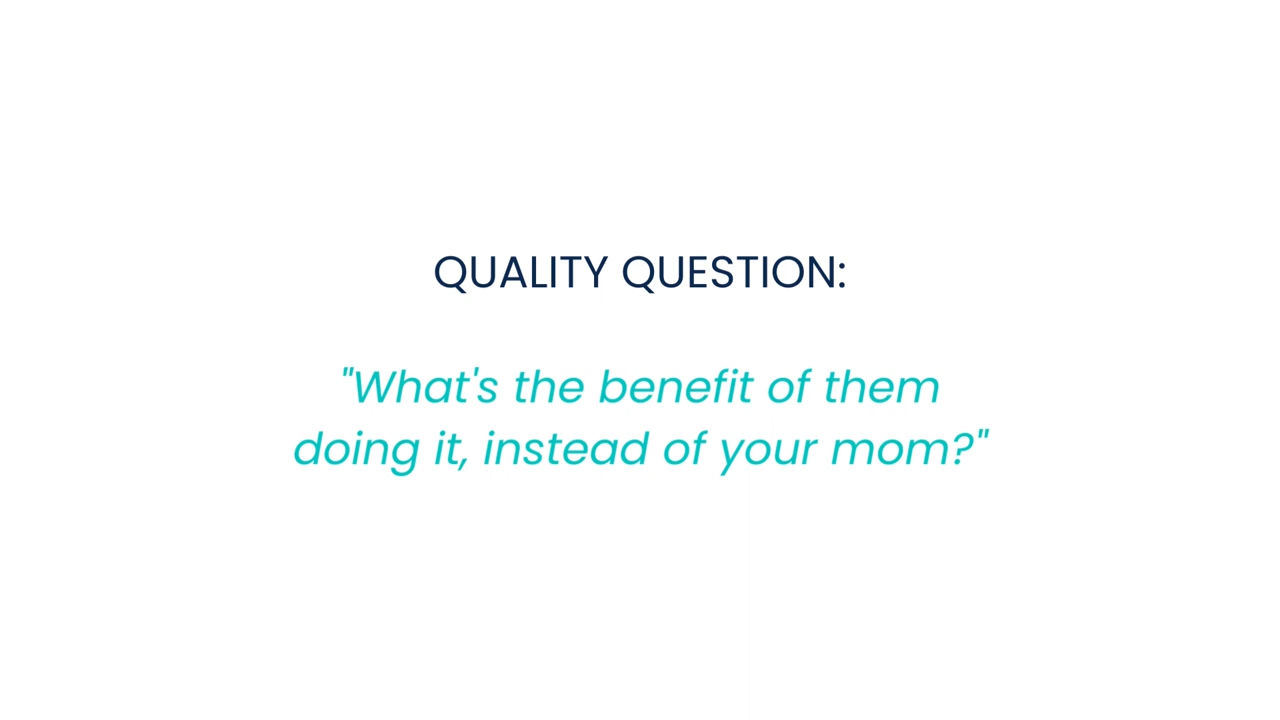 QUALITY QUESTION:
"What's the benefit of them
doing it, instead of your mom?"